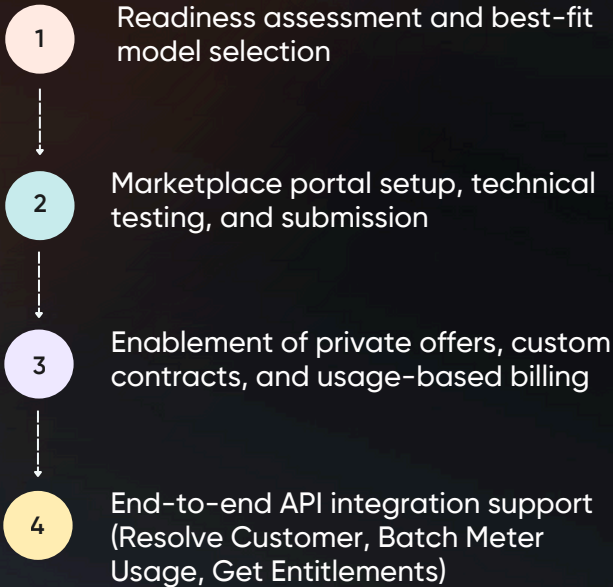 1
Readiness assessment and best-fit
model selection
2
Marketplace portal setup, technical
testing, and submission
3
Enablement of private offers, custom
contracts, and usage-based billing
4
End-to-end API integration support
(Resolve Customer, Batch Meter
Usage, Get Entitlements)